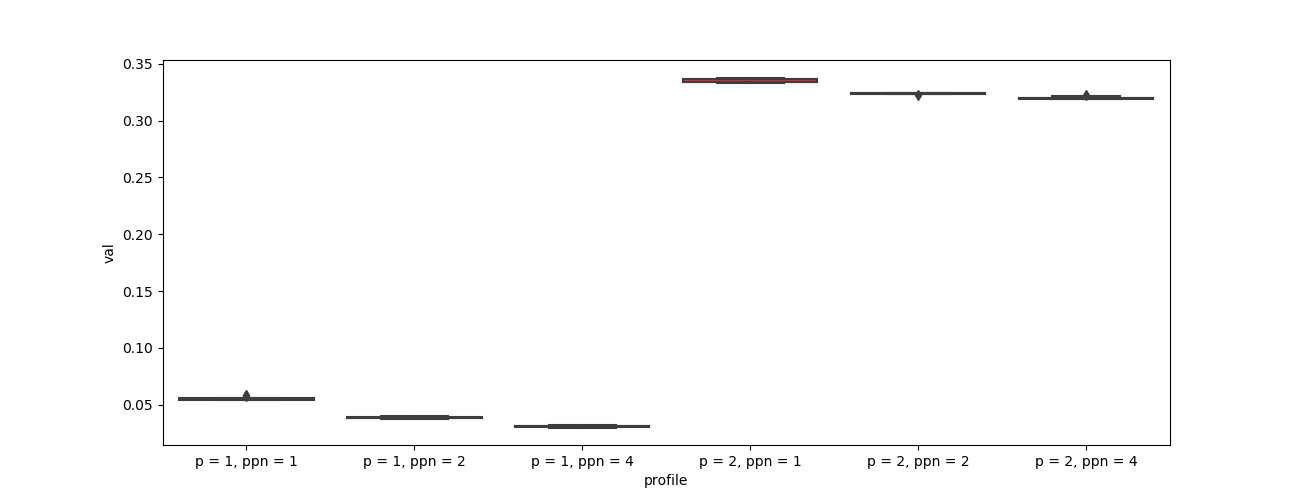 0.35
0.30
0.25
0.20
0.15
0.10
0.05
val
p = 1, ppn = 1
p = 1, ppn = 2
p = 1, ppn = 4
p = 2, ppn = 1
p = 2, ppn = 2
p = 2, ppn = 4
profile